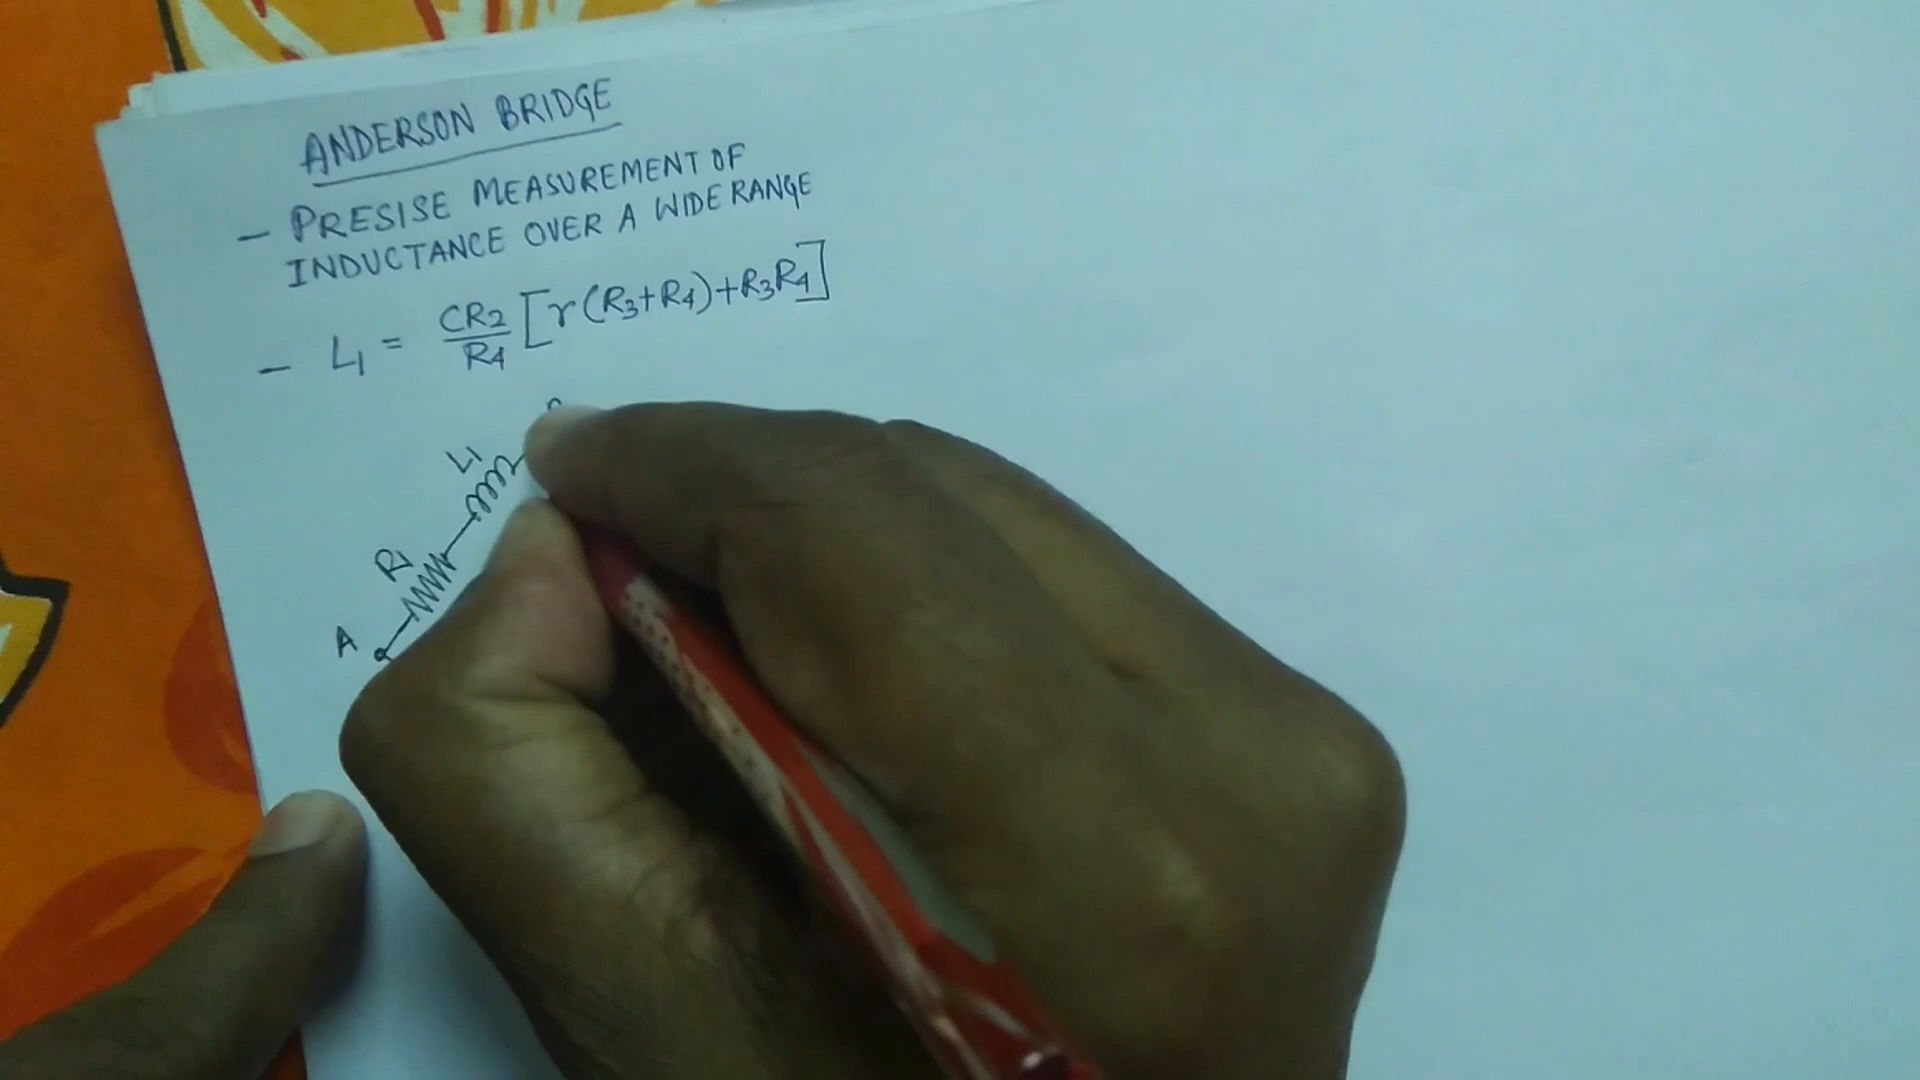 ANDERSON BRIDGE
- PRESISE MEASUREMENT OF
INDUCTANCE OVER A WIDE RANGE
- L1 = CR2/R4 [r(R3+R4)+R3R4]
L1
R1
A